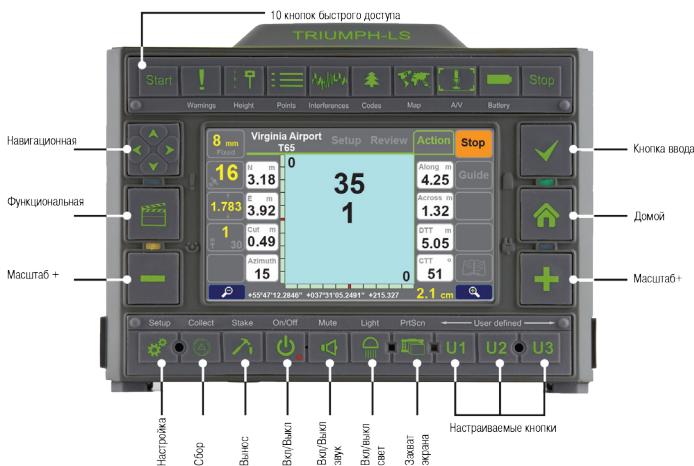 10 кнопок быстрого доступа
TRIUMPH-LS
Start Stop
Warnings Height Points Interferences Codes Map A/V Battery
Навигационная
Функциональная
Масштаб +
Кнопка ввода
Домой
Масштаб+
8 mm
Fixed
Virginia Airport
T65
Setup Review Action Stop
16
1.783
1
30
N m
3.18
E m
3.92
Cut m
0.49
Azimuth
15
0
35
1
0
Along m
4.25
Across m
1.32
DTT m
5.05
CTT °
51
Guide
+55°47'12.2846" +037°31'05.2491" +215.327
2.1 cm
Setup Collect Stake On/Off Mute Light PrtScn User defined
U1 U2 U3
Настройка
Сбор
Вынос
Вкл/Выкл
Вкл/Выкл
звук
Вкл/выкл
свет
Захват
экрана
Настраиваемые кнопки